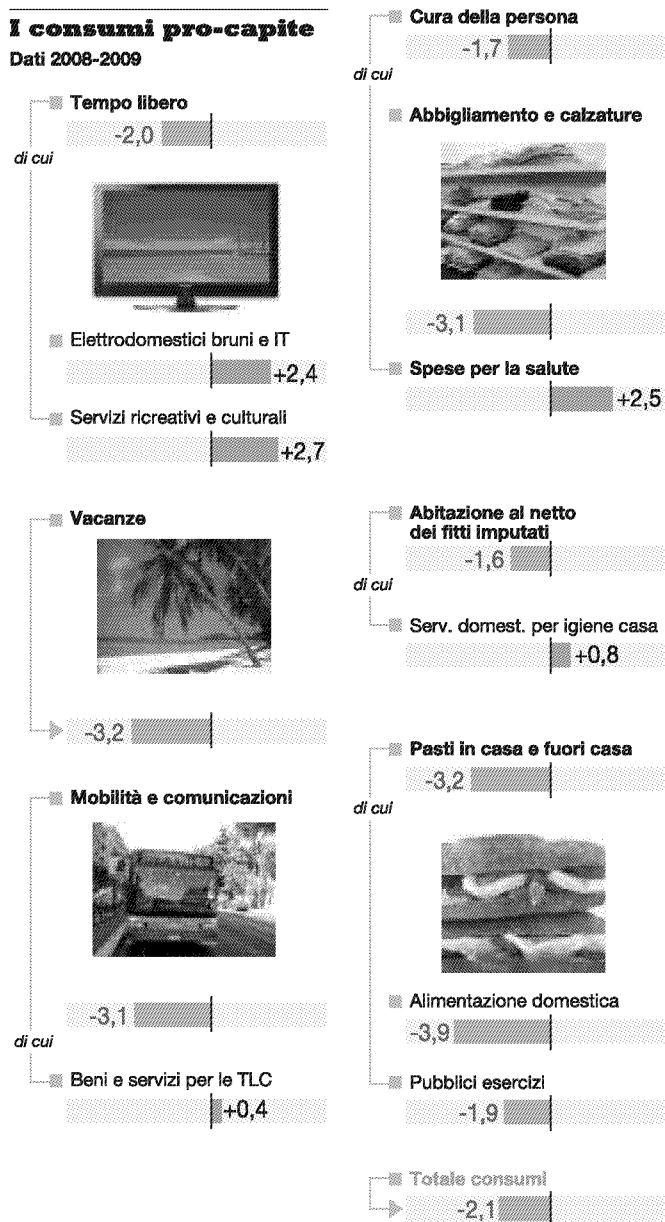 I consumi pro-capite
Dati 2008-2009
Tempo libero
-2,0
di cui
Elettrodomestici bruni e IT
+2,4
Servizi ricreativi e culturali
+2,7
Vacanze
-3,2
Mobilità e comunicazioni
-3,1
di cui
Beni e servizi per le TLC
+0,4
Cura della persona
-1,7
di cui
Abbigliamento e calzature
-3,1
Spese per la salute
+2,5
Abitazione al netto
dei fitti imputati
-1,6
di cui
Serv. domest. per igiene casa
+0,8
Pasti in casa e fuori casa
-3,2
di cui
Alimentazione domestica
-3,9
Pubblici esercizi
-1,9
Totale consumi
-2,1